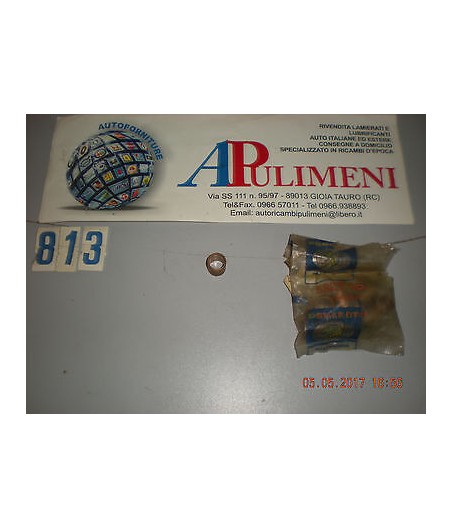 AUTOFORNITURE
RIVENDITA LAMIERATI E
LUBRIFICANTI
AUTO ITALIANE ED ESTERE
CONSEGNE A DOMICILIO
SPECIALIZZATO IN RICAMBI D'EPOCA
APULIMENI
Via SS 111 n. 95/97 - 89013 GIOIA TAURO (RC)
Tel&Fax. 0966 57011 - Tel 0966.938893
Email: autoricambipulimeni@libero.it
813
05.05.2017